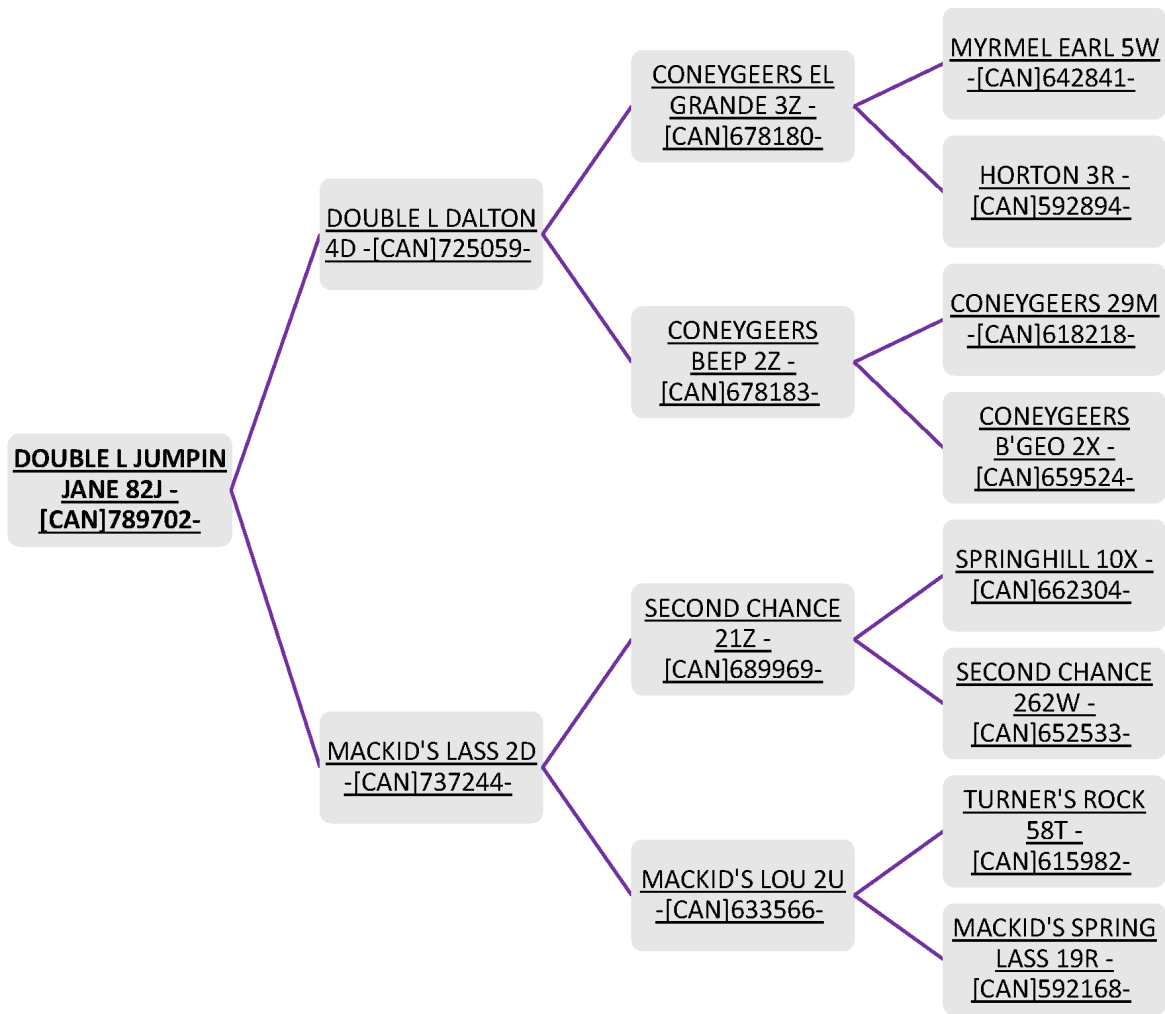 DOUBLE L JUMPIN
JANE 82J -
[CAN]789702-
DOUBLE L DALTON
4D -[CAN]725059-
MACKID'S LASS 2D
-[CAN]737244-
CONEYGEERS EL
GRANDE 3Z -
[CAN]678180-
CONEYGEERS
BEEP 2Z -
[CAN]678183-
SECOND CHANCE
21Z -
[CAN]689969-
MACKID'S LOU 2U
-[CAN]633566-
MYRMEL EARL 5W
-[CAN]642841-
HORTON 3R -
[CAN]592894-
CONEYGEERS 29M
-[CAN]618218-
CONEYGEERS
B'GEO 2X -
[CAN]659524-
SPRINGHILL 10X -
[CAN]662304-
SECOND CHANCE
262W -
[CAN]652533-
TURNER'S ROCK
58T -
[CAN]615982-
MACKID'S SPRING
LASS 19R -
[CAN]592168-